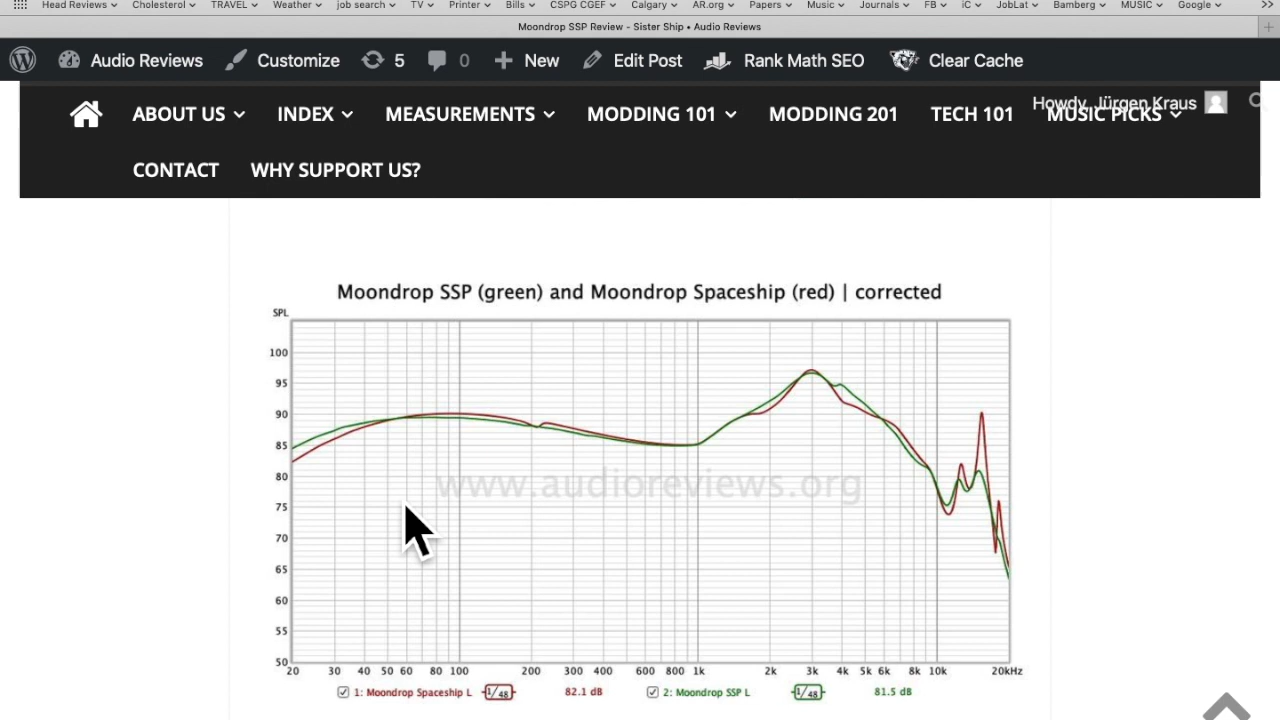 Head Reviews Cholesterol TRAVEL Weather job search TV Printer Bills CSPG CGEF Calgary AR.org Papers Music Journals FB iC JobLat Bamberg MUSIC Google
Moondrop SSP Review - Sister Ship • Audio Reviews
Audio Reviews Customize 5 0 New Edit Post Rank Math SEO Clear Cache
Howdy, Jürgen Kraus
ABOUT US INDEX MEASUREMENTS MODDING 101 MODDING 201 TECH 101 MUSIC PICKS
CONTACT WHY SUPPORT US?
Moondrop SSP (green) and Moondrop Spaceship (red) | corrected
SPL
100
95
90
85
80
www.audioreviews.org
75
70
65
60
55
50
20 30 40 50 60 80 100 200 300 400 600 800 1k 2k 3k 4k 5k 6k 8k 10k 20kHz
1: Moondrop Spaceship L 1/48 82.1 dB 2: Moondrop SSP L 1/48 81.5 dB